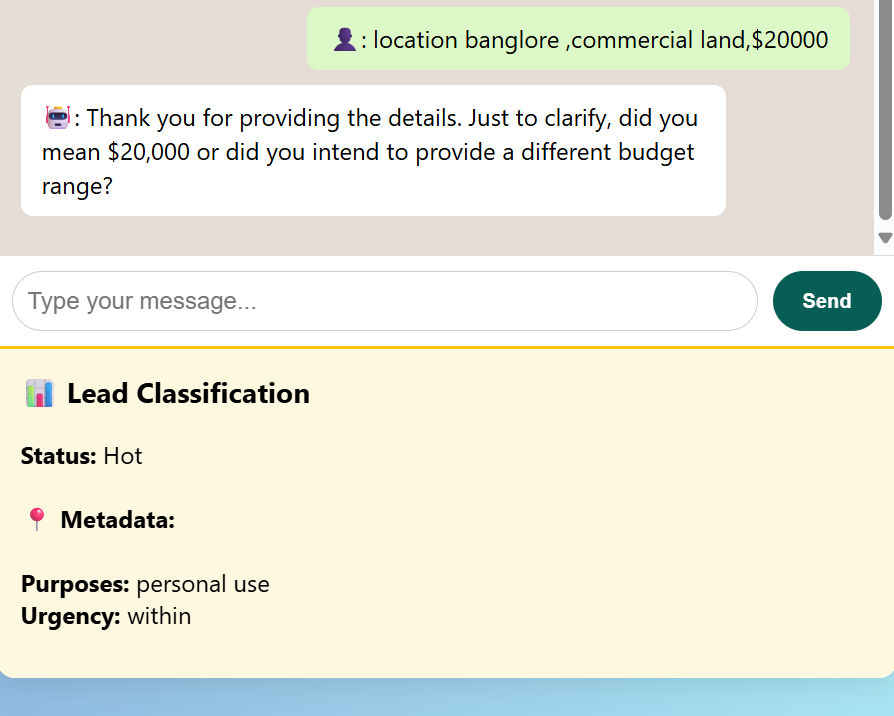 👤: location banglore ,commercial land,$20000
🤖: Thank you for providing the details. Just to clarify, did you
mean $20,000 or did you intend to provide a different budget
range?
Type your message...
Send
📊 Lead Classification
Status: Hot
📍 Metadata:
Purposes: personal use
Urgency: within